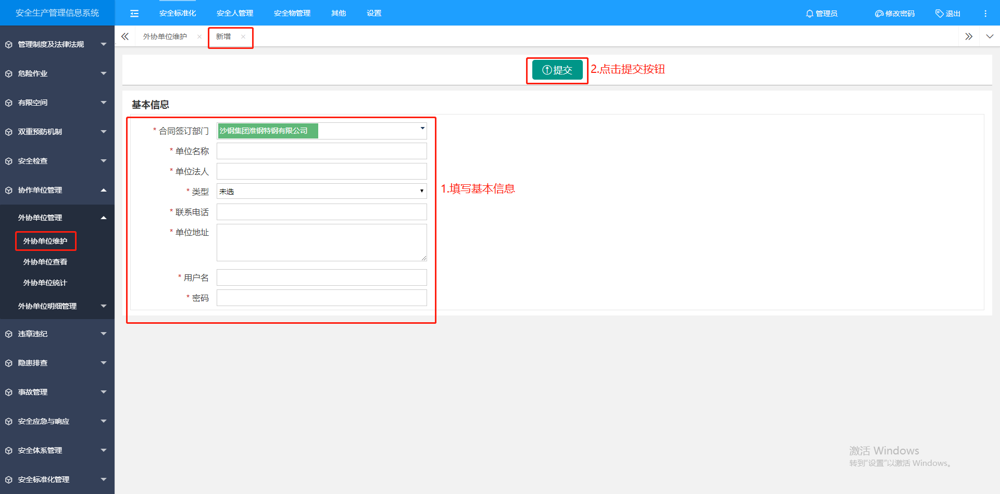 安全生产管理信息系统
安全标准化
安全人管理
安全物管理
其他
设置
管理员
修改密码
退出
外协单位维护
新增
管理制度及法律法规
危险作业
有限空间
双重预防机制
安全检查
协作单位管理
外协单位管理
外协单位维护
外协单位查看
外协单位统计
外协单位明细管理
违章违纪
隐患排查
事故管理
安全应急与响应
安全体系管理
安全标准化管理
提交
2.点击提交按钮
基本信息
* 合同签订部门 沙钢集团淮钢特钢有限公司
* 单位名称
* 单位法人
* 类型 未选
* 联系电话
* 单位地址
* 用户名
* 密码
1.填写基本信息
激活 Windows
转到"设置"以激活 Windows。